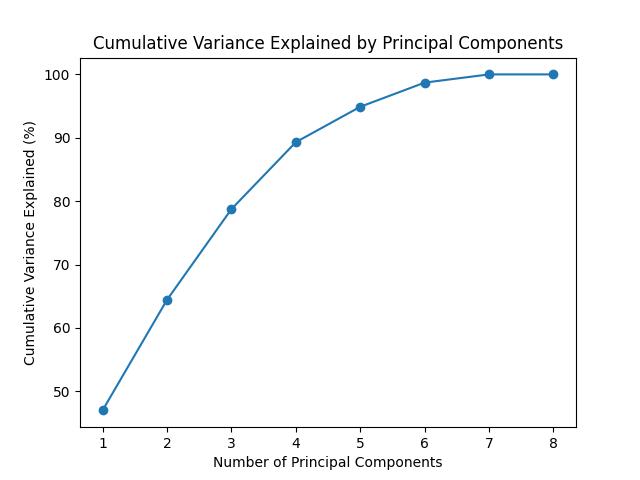 Cumulative Variance Explained by Principal Components
Cumulative Variance Explained (%)
100
90
80
70
60
50
1 2 3 4 5 6 7 8
Number of Principal Components